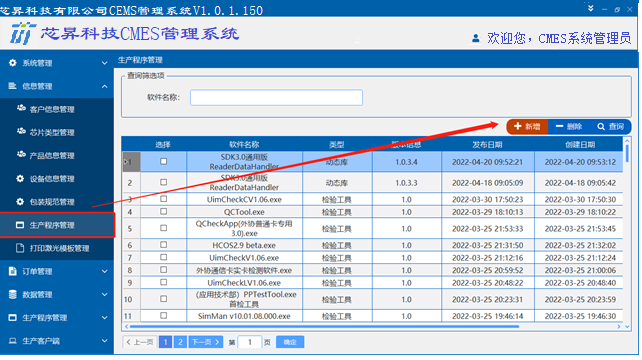 芯昇科技有限公司CEMS管理系统V1.0.1.150
芯昇科技CMES管理系统
欢迎您，CMES系统管理员
系统管理
信息管理
客户信息管理
芯片类型管理
产品信息管理
设备信息管理
包装规范管理
生产程序管理
打印激光模板管理
订单管理
数据管理
生产程序管理
生产客户端
生产程序管理
查询筛选项
软件名称:
新增 删除 查询
选择 软件名称 类型 版本信息 发布日期 创建日期
1 SDK3.0通用版 ReaderDataHandler 动态库 1.0.3.4 2022-04-20 09:52:21 2022-04-20 09:53:12
2 SDK3.0通用版 ReaderDataHandler 动态库 1.0.3.3 2022-04-18 09:05:09 2022-04-18 09:05:42
3 UimCheckCV1.06.exe 检验工具 1.0 2022-03-30 17:50:23 2022-03-30 17:50:30
4 QCTool.exe 检验工具 1.0 2022-03-29 18:10:13 2022-03-29 18:10:22
5 QCheckApp(外协普通卡专用3.0).exe 检验工具 1.0 2022-03-25 21:53:33 2022-03-25 21:53:45
6 HCOS2.9 beta.exe 检验工具 1.0 2022-03-25 21:31:50 2022-03-25 21:32:02
7 UimCheckV1.06.exe 检验工具 1.0 2022-03-25 21:12:16 2022-03-25 21:12:24
8 外协通信卡实卡检测软件.exe 检验工具 1.0 2022-03-25 20:59:52 2022-03-25 21:00:06
9 UimCheckLV1.06.exe 检验工具 1.0 2022-03-25 20:48:22 2022-03-25 20:48:40
10 (应用技术部) PPTestTool.exe 首检工具 检验工具 1.0 2022-03-25 20:23:31 2022-03-25 20:23:59
11 SimMan v10.01.08.000.exe 检验工具 1.0 2022-03-25 19:46:14 2022-03-25 19:46:30
上一页 1 2 下一页 第 1 页 确定